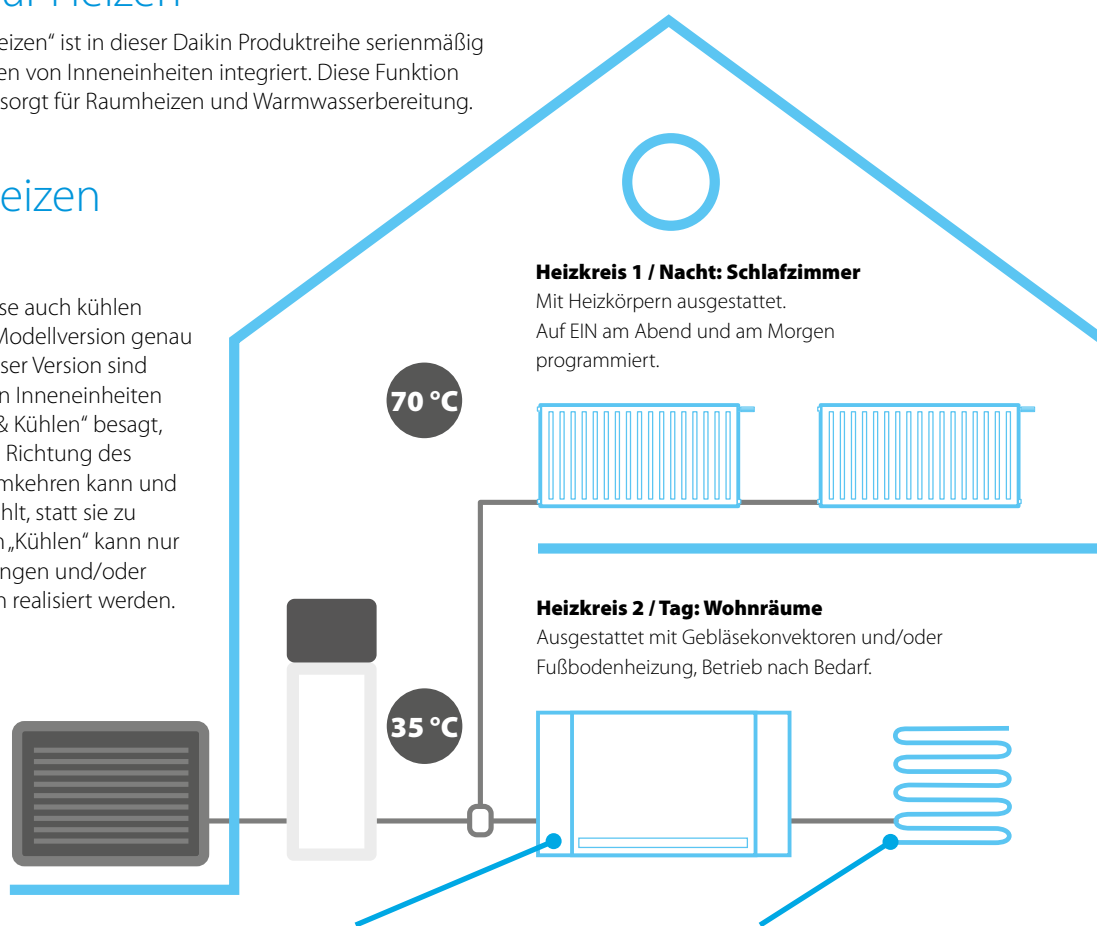 ur Heizen
eizen“ ist in dieser Daikin Produktreihe serienmäßig
en von Inneneinheiten integriert. Diese Funktion
sorgt für Raumheizen und Warmwasserbereitung.
eizen
se auch kühlen
Modellversion genau
ser Version sind
n Inneneinheiten
& Kühlen“ besagt,
Richtung des
mkehren kann und
hlt, statt sie zu
n „Kühlen“ kann nur
ngen und/oder
n realisiert werden.
Heizkreis 1 / Nacht: Schlafzimmer
Mit Heizkörpern ausgestattet.
Auf EIN am Abend und am Morgen
programmiert.
70 °C
Heizkreis 2 / Tag: Wohnräume
Ausgestattet mit Gebläsekonvektoren und/oder
Fußbodenheizung, Betrieb nach Bedarf.
35 °C